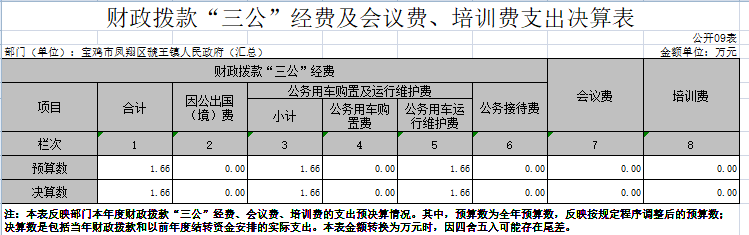 财政拨款“三公”经费及会议费、培训费支出决算表
公开09表
部门（单位）：宝鸡市凤翔区虢王镇人民政府（汇总） 金额单位：万元
项目 财政拨款“三公”经费 会议费 培训费
合计 因公出国（境）费 公务用车购置及运行维护费 公务接待费
小计 公务用车购置费 公务用车运行维护费
栏次 1 2 3 4 5 6 7 8
预算数 1.66 0.00 1.66 0.00 1.66 0.00 0.00 0.00
决算数 1.66 0.00 1.66 0.00 1.66 0.00 0.00 0.00
注：本表反映部门本年度财政拨款“三公”经费、会议费、培训费的支出预决算情况。其中，预算数为全年预算数，反映按规定程序调整后的预算数；
决算数是包括当年财政拨款和以前年度结转资金安排的实际支出。本表金额转换为万元时，因四舍五入可能存在尾差。